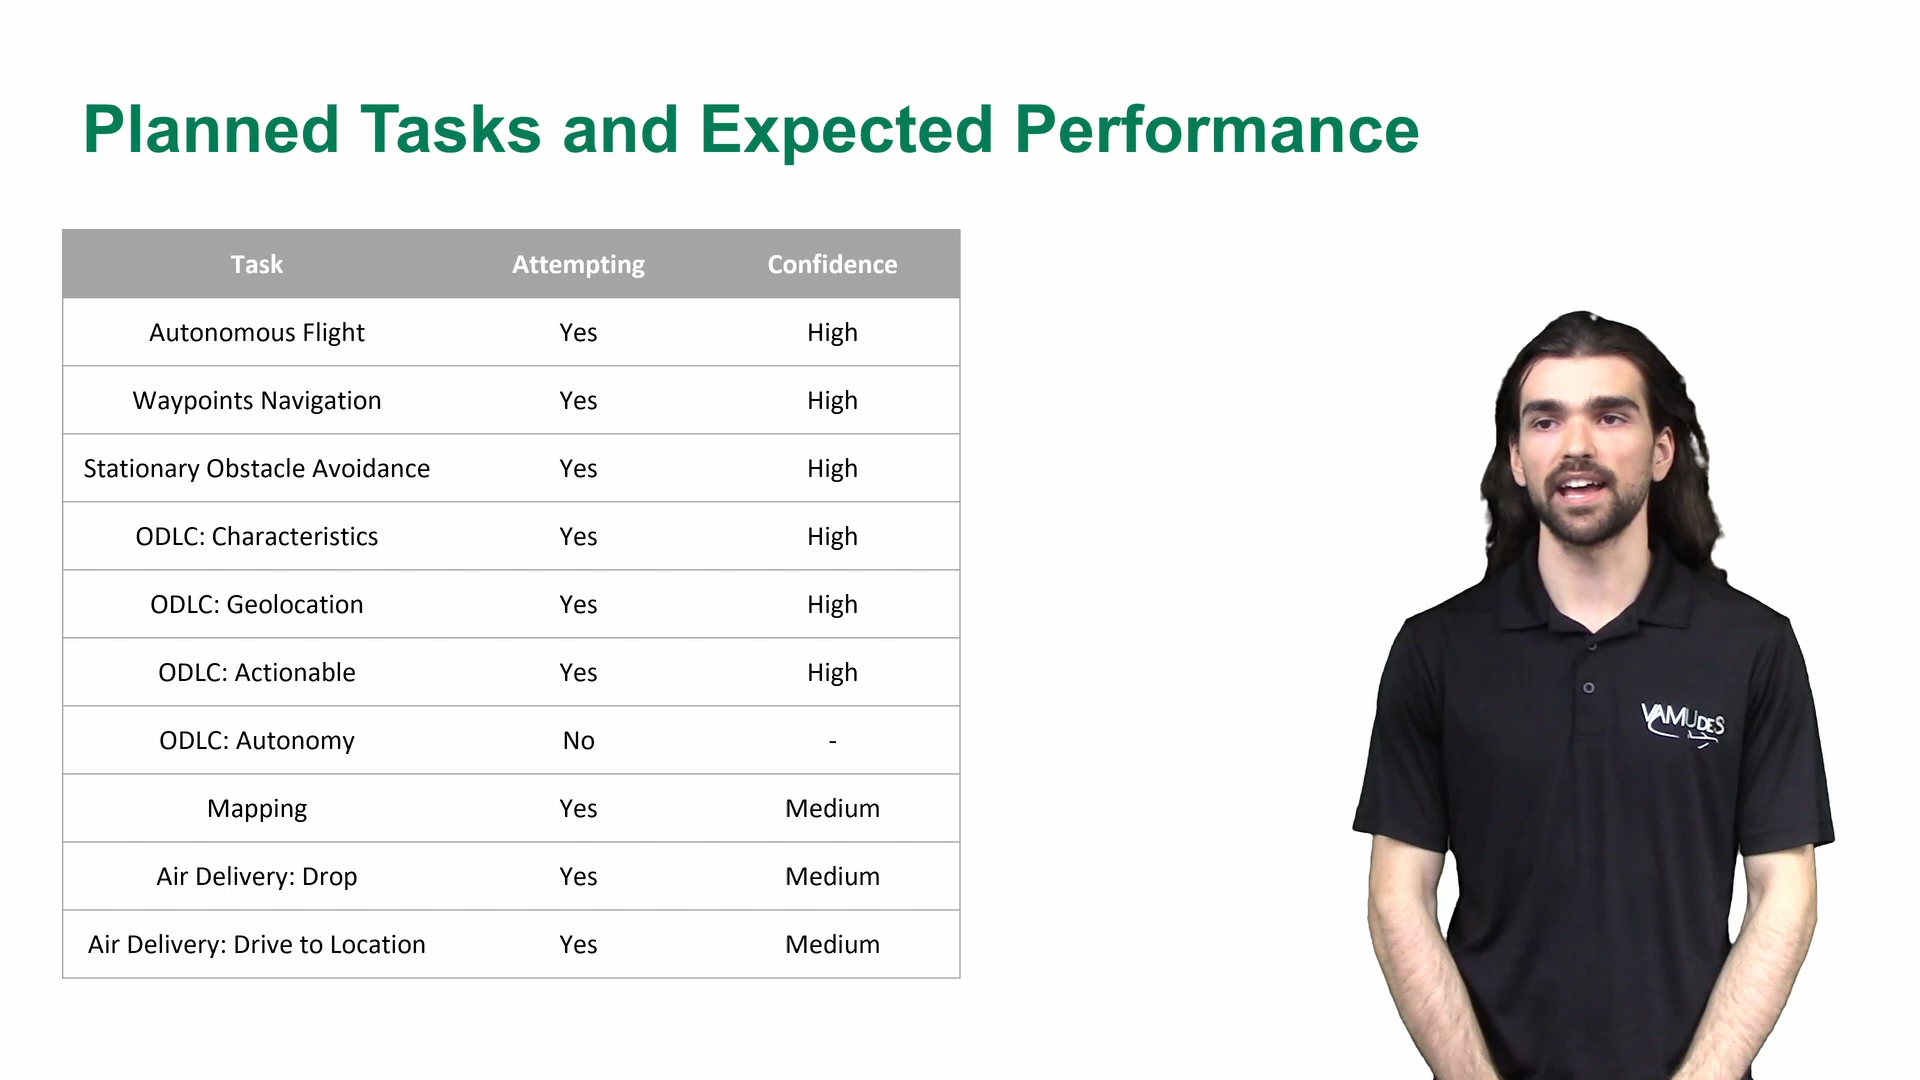 Planned Tasks and Expected Performance
Task Attempting Confidence
Autonomous Flight Yes High
Waypoints Navigation Yes High
Stationary Obstacle Avoidance Yes High
ODLC: Characteristics Yes High
ODLC: Geolocation Yes High
ODLC: Actionable Yes High
ODLC: Autonomy No -
Mapping Yes Medium
Air Delivery: Drop Yes Medium
Air Delivery: Drive to Location Yes Medium
VAMUdeS